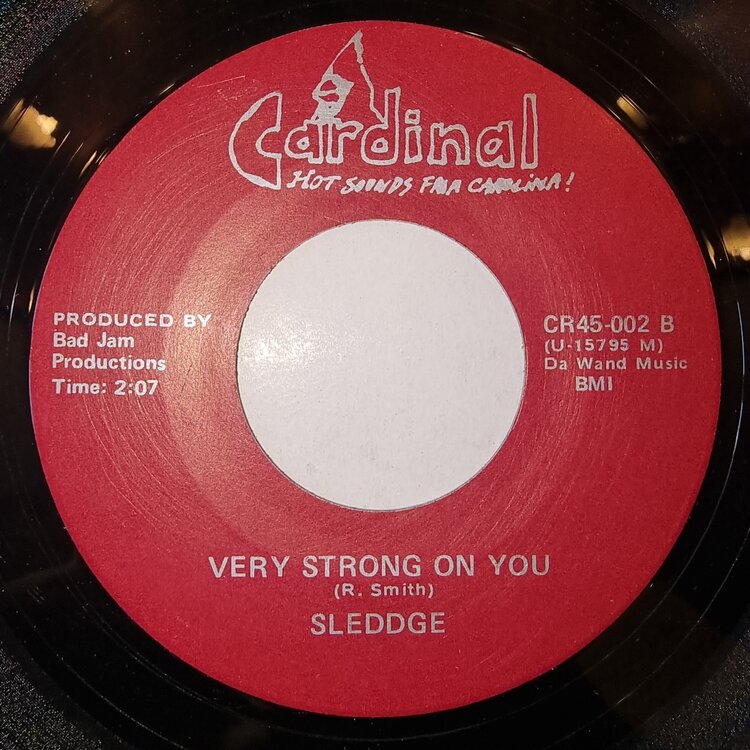 Cardinal
HOT SOUNDS FMA CAROLINA!
PRODUCED BY
Bad Jam
Productions
Time: 2:07
CR45-002 B
(U-15795 M)
Da Wand Music
BMI
VERY STRONG ON YOU
(R. Smith)
SLEDDGE